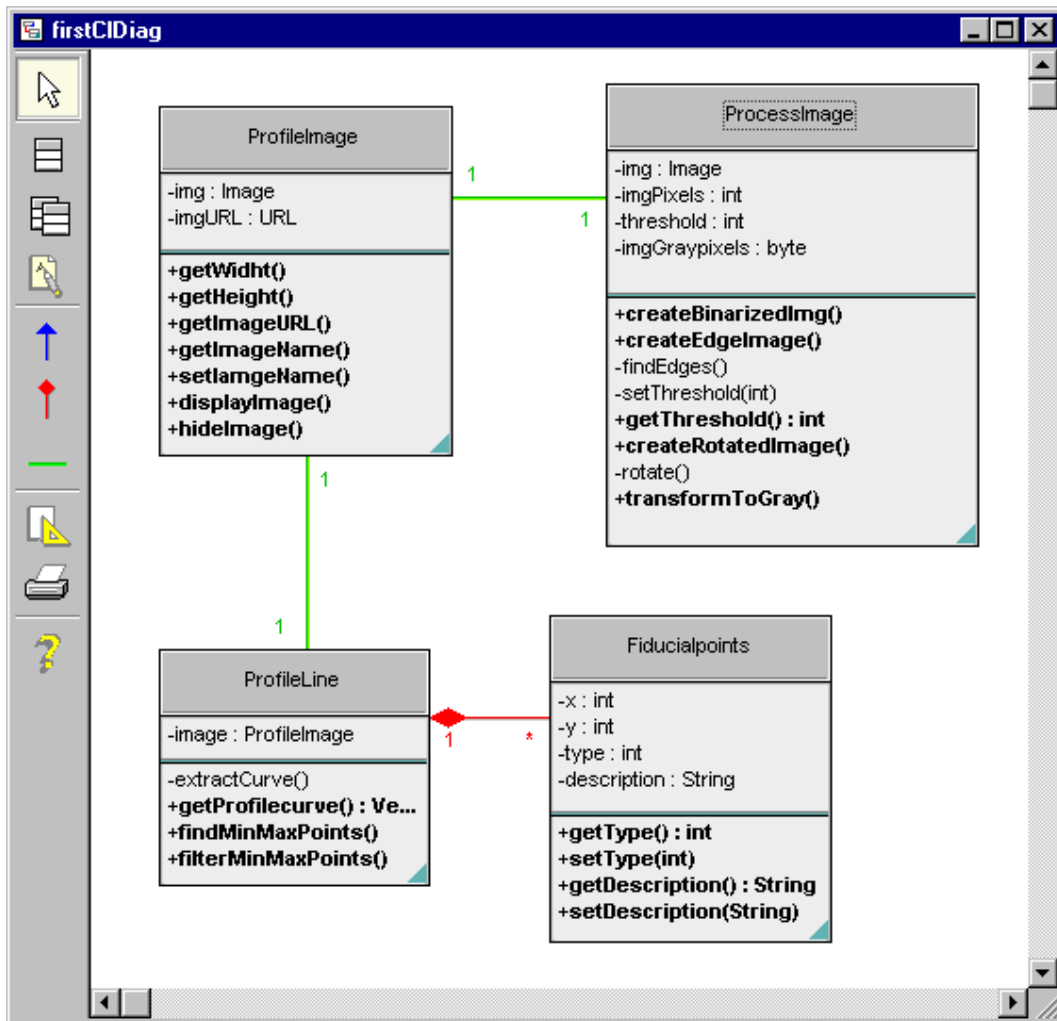 firstClDiag
ProfileImage
-img : Image
-imgURL : URL
+getWidht()
+getHeight()
+getImageURL()
+getImageName()
+setIamgeName()
+displayImage()
+hideImage()
1
1
ProcessImage
-img : Image
-imgPixels : int
-threshold : int
-imgGraypixels : byte
+createBinarizedImg()
+createEdgeImage()
-findEdges()
-setThreshold(int)
+getThreshold() : int
+createRotatedImage()
-rotate()
+transformToGray()
1
1
ProfileLine
-image : ProfileImage
-extractCurve()
+getProfilecurve() : Ve...
+findMinMaxPoints()
+filterMinMaxPoints()
1
*
Fiducialpoints
-x : int
-y : int
-type : int
-description : String
+getType() : int
+setType(int)
+getDescription() : String
+setDescription(String)